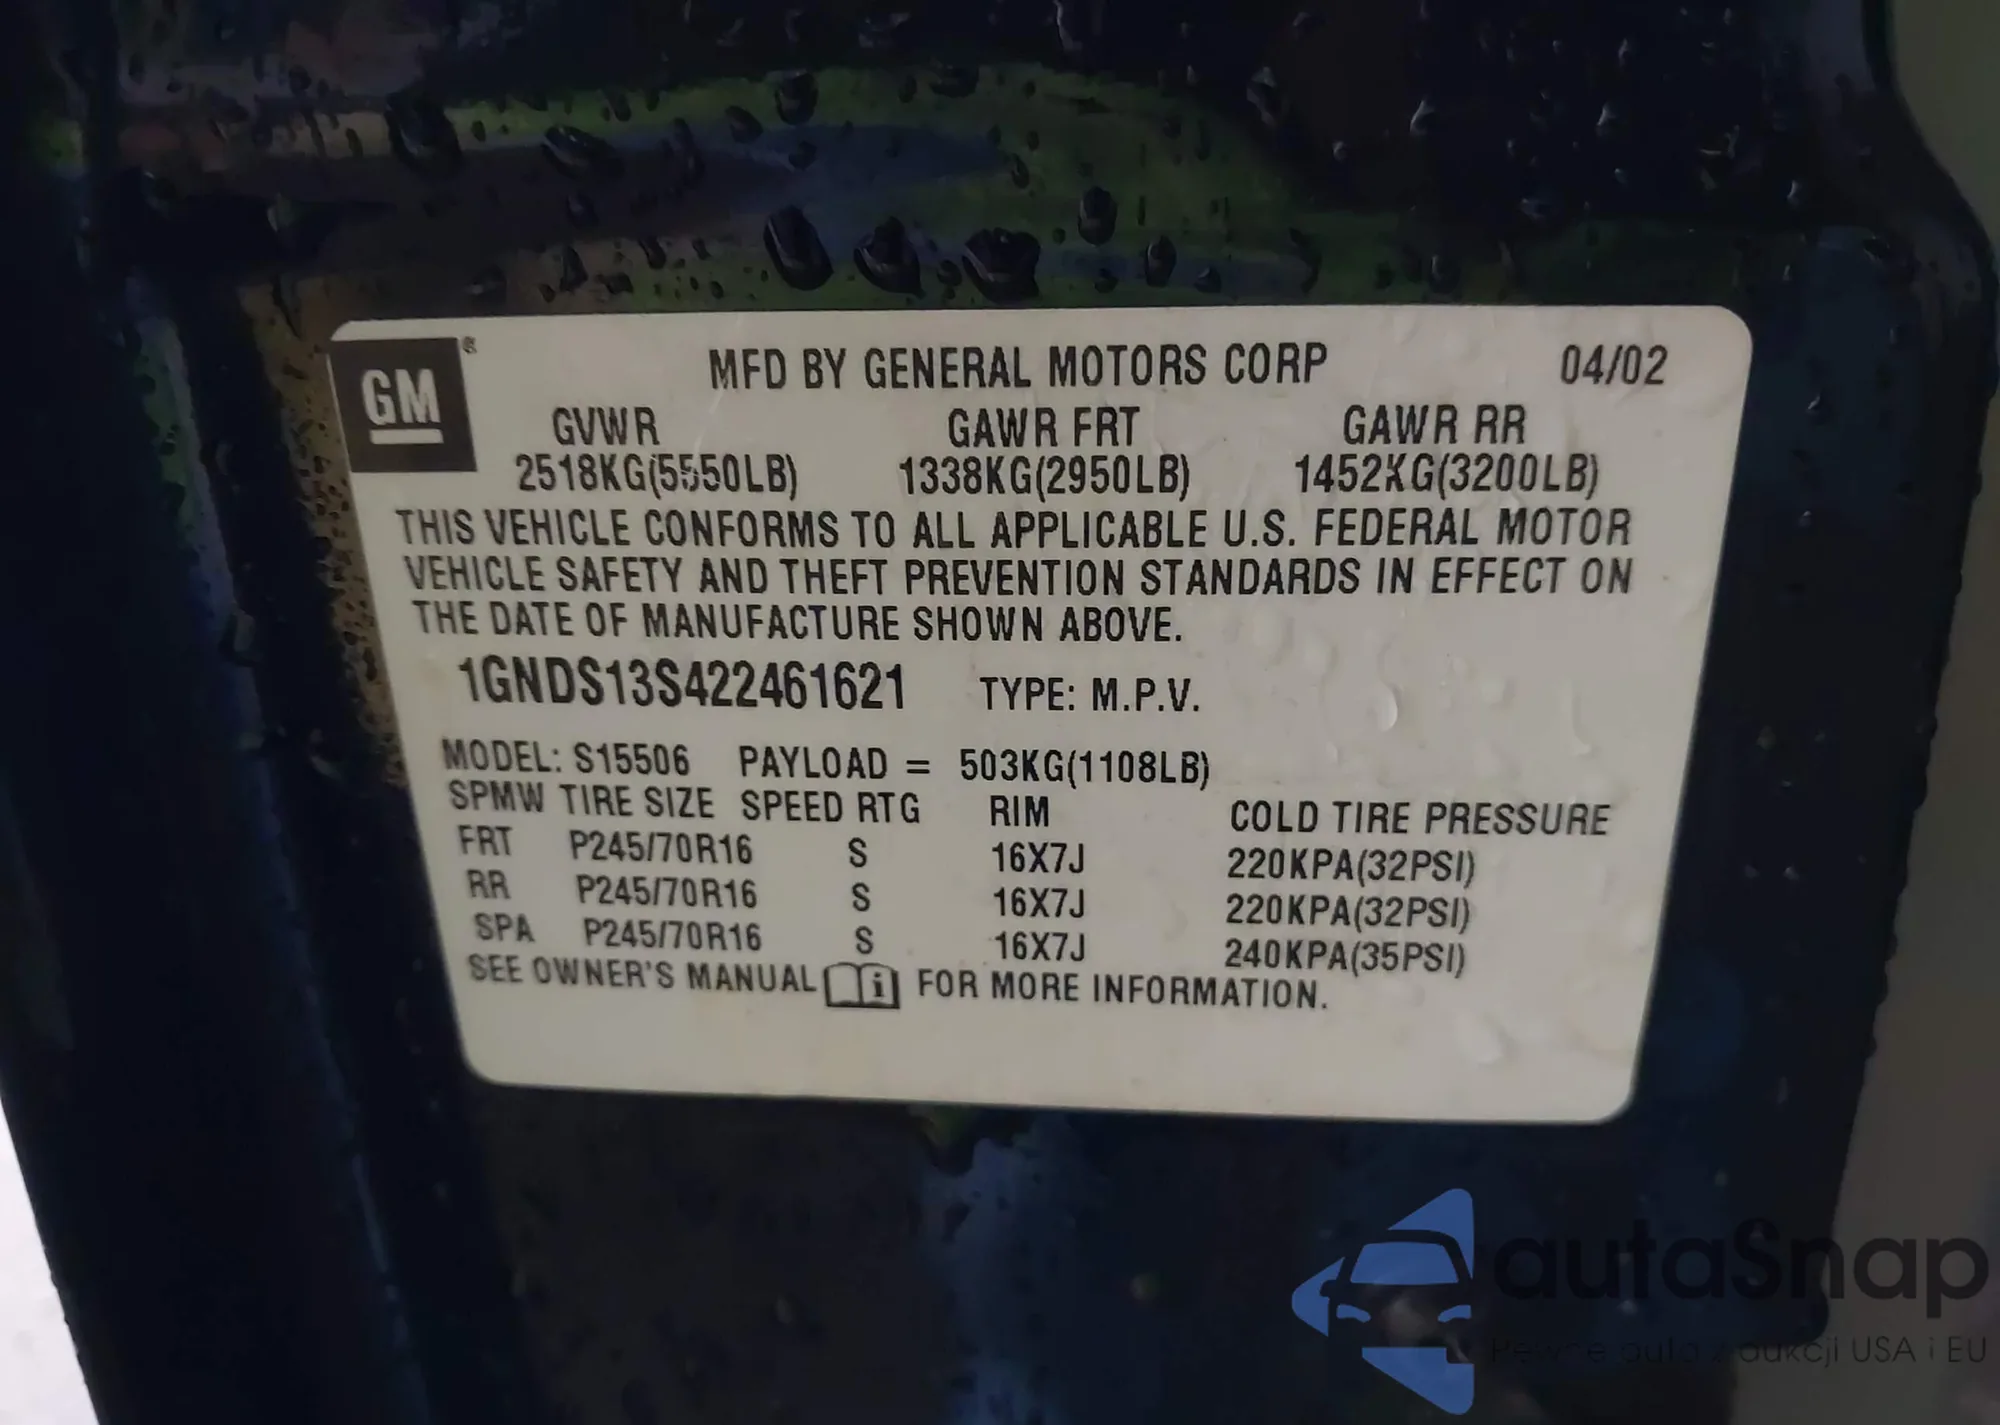 GM ®
MFD BY GENERAL MOTORS CORP 04/02
GVWR GAWR FRT GAWR RR
2518KG(5550LB) 1338KG(2950LB) 1452KG(3200LB)
THIS VEHICLE CONFORMS TO ALL APPLICABLE U.S. FEDERAL MOTOR
VEHICLE SAFETY AND THEFT PREVENTION STANDARDS IN EFFECT ON
THE DATE OF MANUFACTURE SHOWN ABOVE.
1GNDS13S422461621 TYPE: M.P.V.
MODEL: S15506 PAYLOAD = 503KG(1108LB)
SPMW TIRE SIZE SPEED RTG RIM COLD TIRE PRESSURE
FRT P245/70R16 S 16X7J 220KPA(32PSI)
RR P245/70R16 S 16X7J 220KPA(32PSI)
SPA P245/70R16 S 16X7J 240KPA(35PSI)
SEE OWNER'S MANUAL i FOR MORE INFORMATION.
autaSnap
auta z aukcji USA i EU